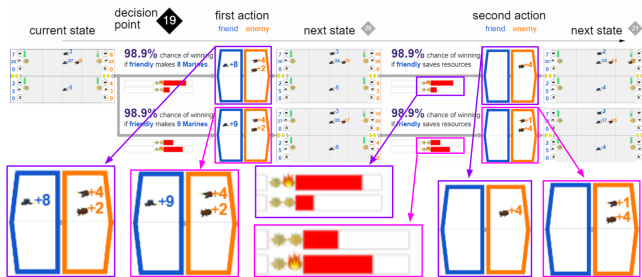 decision point 19
first action
second action
current state
friend enemy
next state 20
friend enemy
next state 21
98.9% chance of winning
if friendly makes 8 Marines
+8
+4
+2
98.9% chance of winning
if friendly saves resources
+4
98.9% chance of winning
if friendly makes 9 Marines
+9
+4
+2
98.9% chance of winning
if friendly saves resources
+1
+4
+8
+4
+2
+9
+4
+2
+4
+1
+4